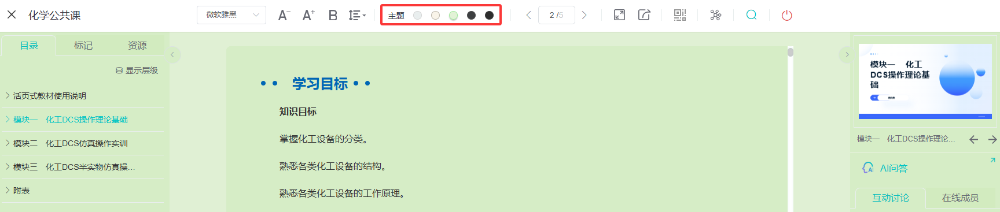 化学公共课
微软雅黑
A-
A+
B
主题
2 /5
目录
标记
资源
显示层级
活页式教材使用说明
模块一 化工DCS操作理论基础
模块二 化工DCS仿真操作实训
模块三 化工DCS半实物仿真操...
附表
学习目标
知识目标
掌握化工设备的分类。
熟悉各类化工设备的结构。
熟悉各类化工设备的工作原理。
模块一 化工
DCS操作理论基
础
模块一 化工DCS操作理论...
AI
AI问答
互动讨论
在线成员